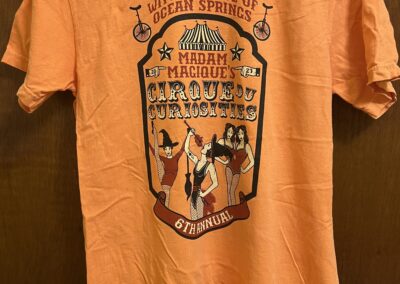 OCEAN SPRINGS
MADAM
MACIQUE'S
CIRQUE DU
CURIOSITIES
6TH ANNUAL